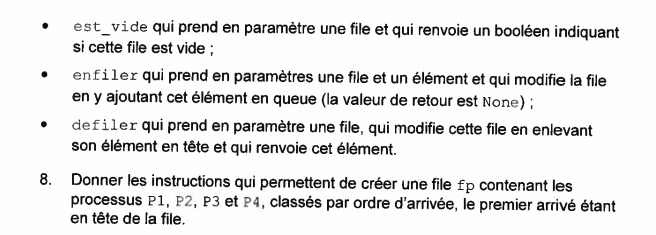 • est_vide qui prend en paramètre une file et qui renvoie un booléen indiquant
si cette file est vide ;
• enfiler qui prend en paramètres une file et un élément et qui modifie la file
en y ajoutant cet élément en queue (la valeur de retour est None) ;
• defiler qui prend en paramètre une file, qui modifie cette file en enlevant
son élément en tête et qui renvoie cet élément.
8. Donner les instructions qui permettent de créer une file fp contenant les
processus P1, P2, P3 et P4, classés par ordre d'arrivée, le premier arrivé étant
en tête de la file.